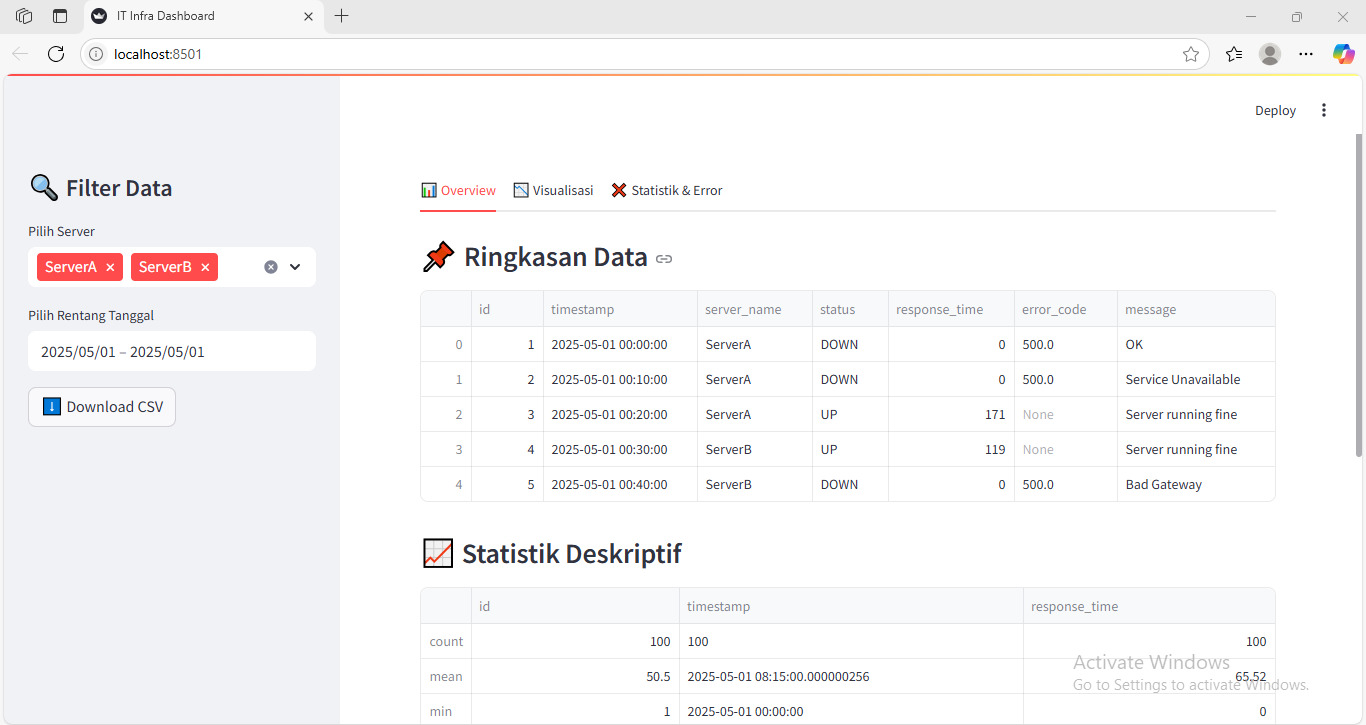 IT Infra Dashboard
localhost:8501
Deploy
Filter Data
Pilih Server
ServerA ServerB
Pilih Rentang Tanggal
2025/05/01 – 2025/05/01
Download CSV
Overview Visualisasi Statistik & Error
Ringkasan Data
id timestamp server_name status response_time error_code message
0 1 2025-05-01 00:00:00 ServerA DOWN 0 500.0 OK
1 2 2025-05-01 00:10:00 ServerA DOWN 0 500.0 Service Unavailable
2 3 2025-05-01 00:20:00 ServerA UP 171 None Server running fine
3 4 2025-05-01 00:30:00 ServerB UP 119 None Server running fine
4 5 2025-05-01 00:40:00 ServerB DOWN 0 500.0 Bad Gateway
Statistik Deskriptif
id timestamp response_time
count 100 100 100
mean 50.5 2025-05-01 08:15:00.000000256 65.52
min 1 2025-05-01 00:00:00 0
Activate Windows
Go to Settings to activate Windows.